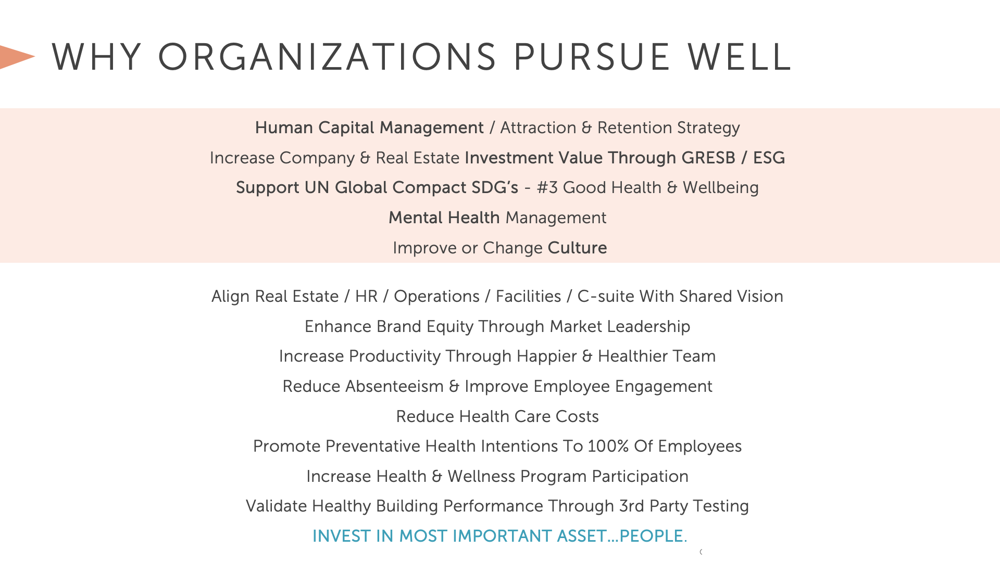 WHY ORGANIZATIONS PURSUE WELL
Human Capital Management / Attraction & Retention Strategy
Increase Company & Real Estate Investment Value Through GRESB / ESG
Support UN Global Compact SDG’s - #3 Good Health & Wellbeing
Mental Health Management
Improve or Change Culture
Align Real Estate / HR / Operations / Facilities / C-suite With Shared Vision
Enhance Brand Equity Through Market Leadership
Increase Productivity Through Happier & Healthier Team
Reduce Absenteeism & Improve Employee Engagement
Reduce Health Care Costs
Promote Preventative Health Intentions To 100% Of Employees
Increase Health & Wellness Program Participation
Validate Healthy Building Performance Through 3rd Party Testing
INVEST IN MOST IMPORTANT ASSET…PEOPLE.